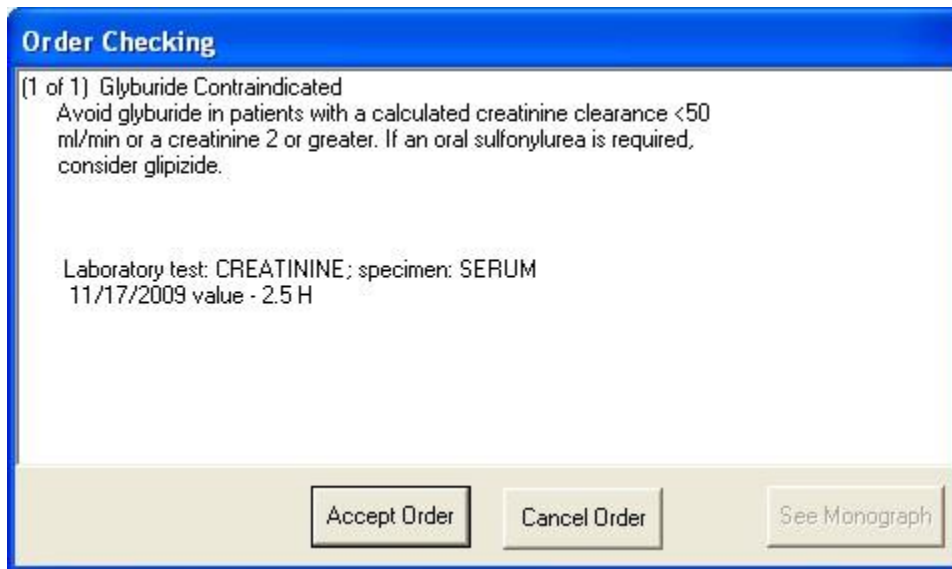 Order Checking
(1 of 1) Glyburide Contraindicated
Avoid glyburide in patients with a calculated creatinine clearance <50
ml/min or a creatinine 2 or greater. If an oral sulfonylurea is required,
consider glipizide.
Laboratory test: CREATININE; specimen: SERUM
11/17/2009 value - 2.5 H
Accept Order
Cancel Order
See Monograph